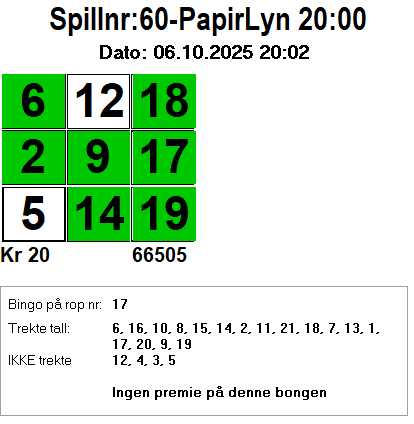 Spillnr:60-PapirLyn 20:00
Dato: 06.10.2025 20:02
6 12 18
2 9 17
5 14 19
Kr 20 66505
Bingo på rop nr: 17
Trekte tall: 6, 16, 10, 8, 15, 14, 2, 11, 21, 18, 7, 13, 1,
17, 20, 9, 19
IKKE trekte 12, 4, 3, 5
Ingen premie på denne bongen